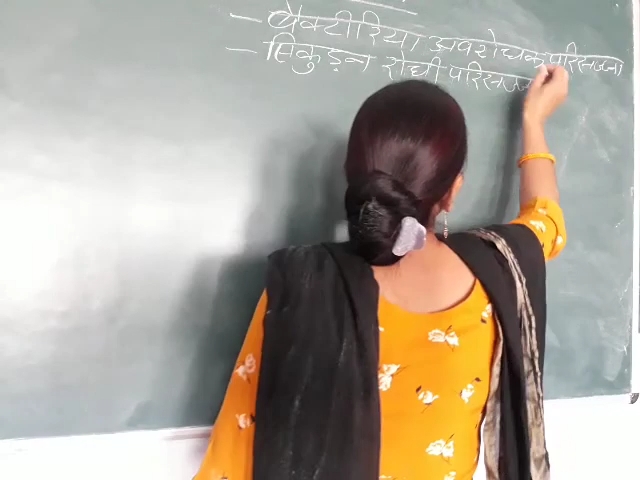 — बैक्टीरिया अवरोधक परिसज्जा
— सिकुड़न रोधी परिसज्ज